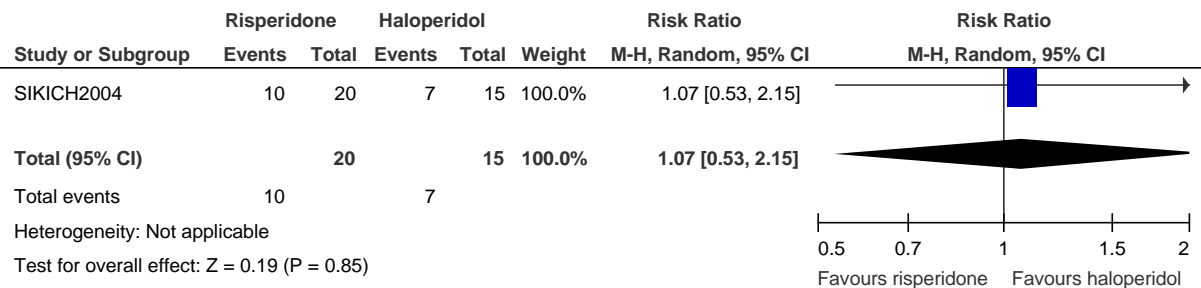 Risperidone Haloperidol Risk Ratio Risk Ratio
Study or Subgroup Events Total Events Total Weight M-H, Random, 95% CI M-H, Random, 95% CI
SIKICH2004 10 20 7 15 100.0% 1.07 [0.53, 2.15]
Total (95% CI) 20 15 100.0% 1.07 [0.53, 2.15]
Total events 10 7
Heterogeneity: Not applicable
Test for overall effect: Z = 0.19 (P = 0.85)
0.5 0.7 1 1.5 2
Favours risperidone Favours haloperidol